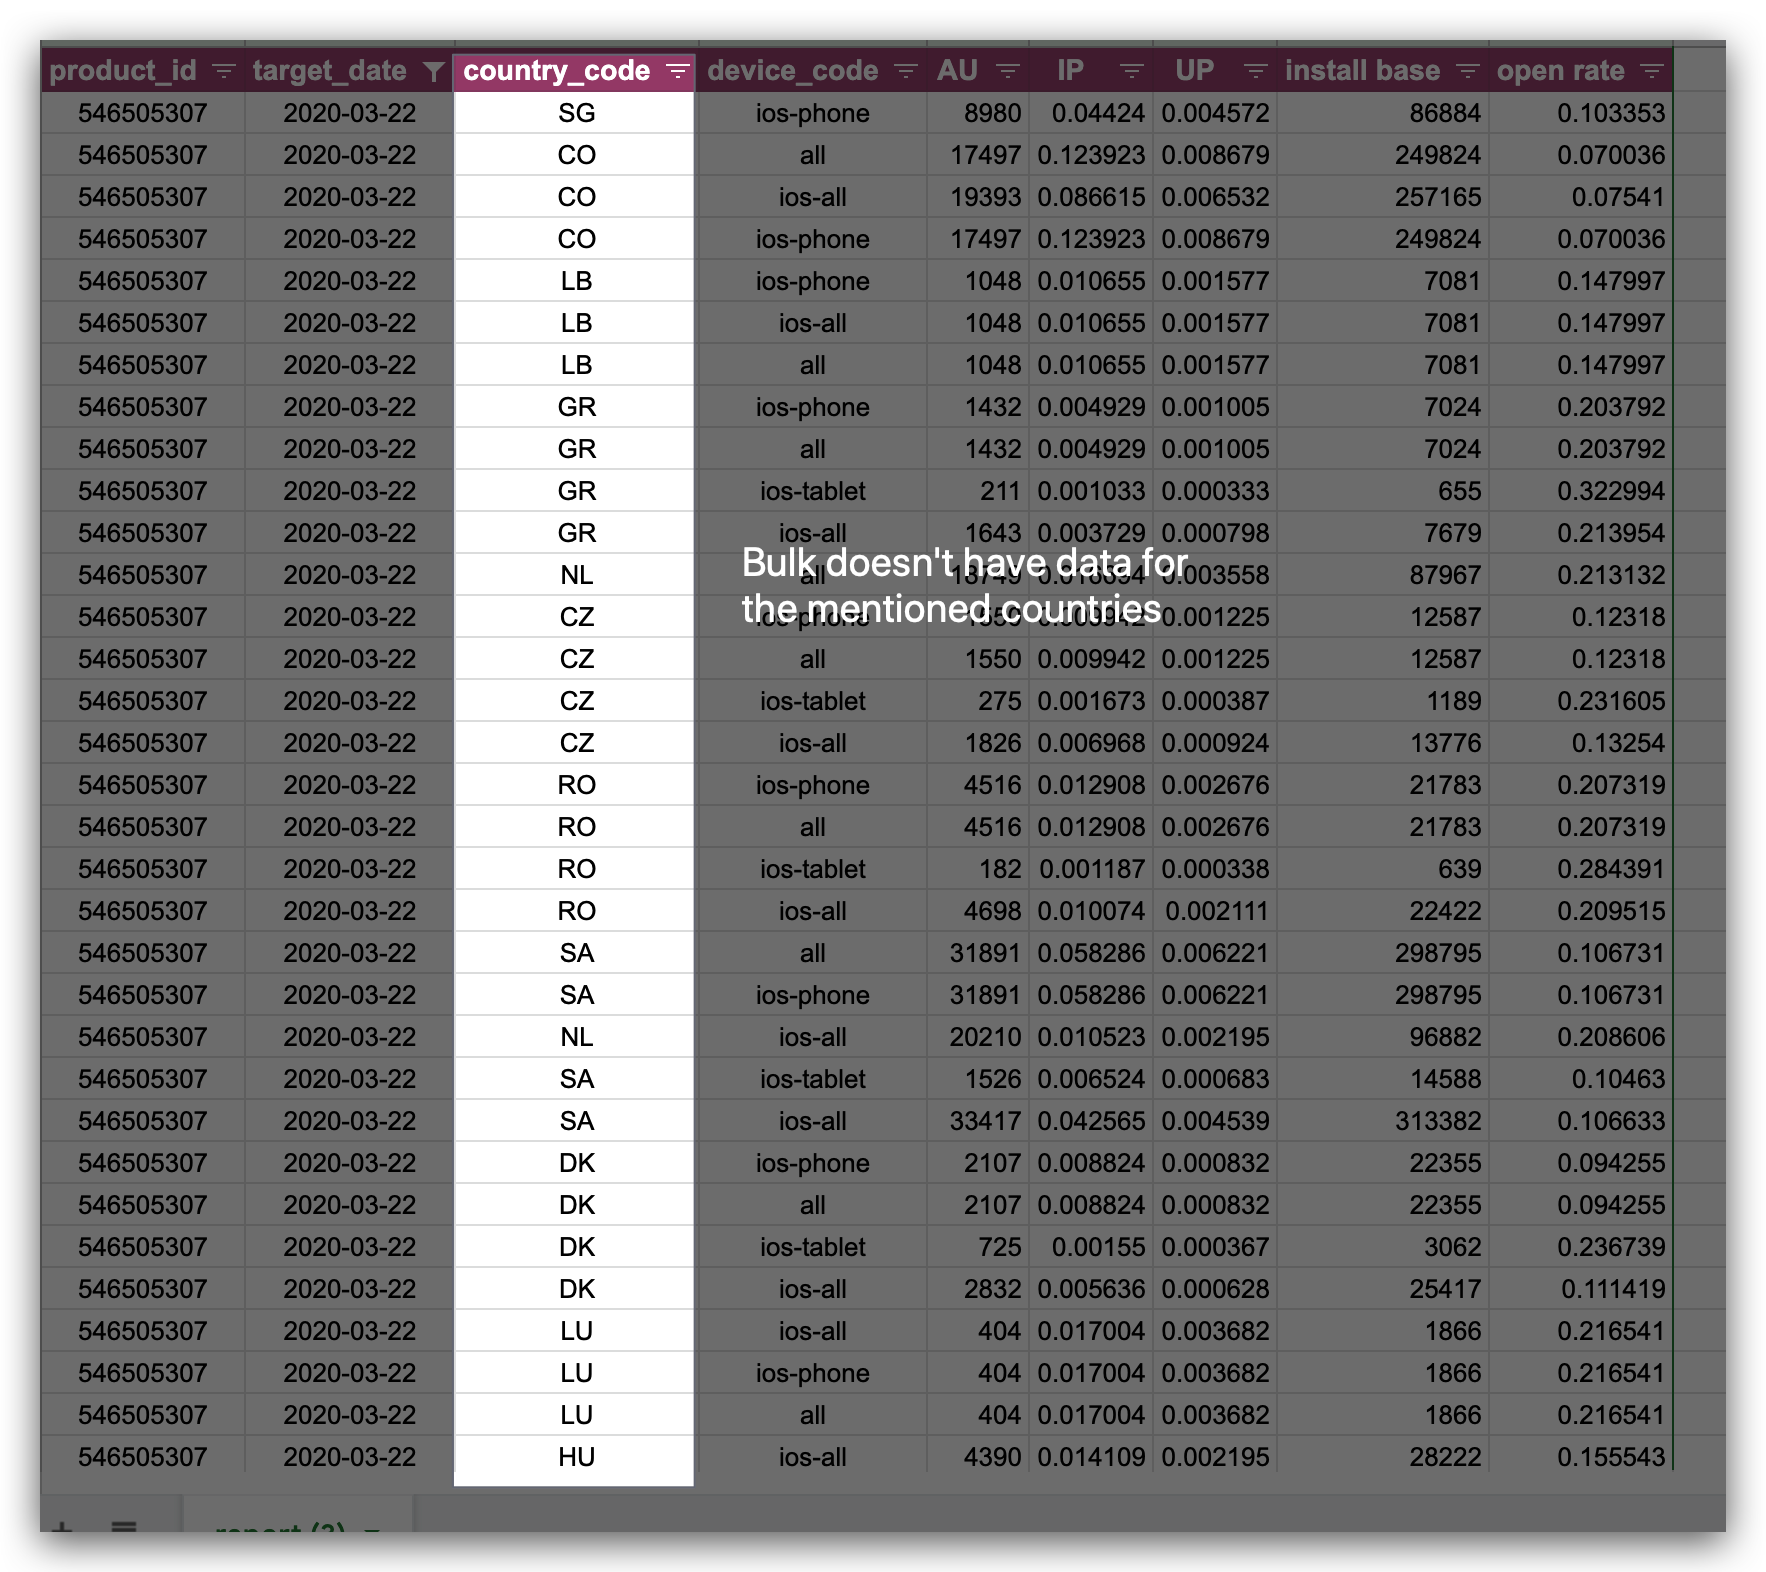 product_id target_date country_code device_code AU IP UP install base open rate
546505307 2020-03-22 SG ios-phone 8980 0.04424 0.004572 86884 0.103353
546505307 2020-03-22 CO all 17497 0.123923 0.008679 249824 0.070036
546505307 2020-03-22 CO ios-all 19393 0.086615 0.006532 257165 0.07541
546505307 2020-03-22 CO ios-phone 17497 0.123923 0.008679 249824 0.070036
546505307 2020-03-22 LB ios-phone 1048 0.010655 0.001577 7081 0.147997
546505307 2020-03-22 LB ios-all 1048 0.010655 0.001577 7081 0.147997
546505307 2020-03-22 LB all 1048 0.010655 0.001577 7081 0.147997
546505307 2020-03-22 GR ios-phone 1432 0.004929 0.001005 7024 0.203792
546505307 2020-03-22 GR all 1432 0.004929 0.001005 7024 0.203792
546505307 2020-03-22 GR ios-tablet 211 0.001033 0.000333 655 0.322994
546505307 2020-03-22 GR ios-all 1643 0.003729 0.000798 7679 0.213954
Bulk doesn't have data for
the mentioned countries
546505307 2020-03-22 NL all 0.003558 87967 0.213132
546505307 2020-03-22 CZ ios-phone 0.001225 12587 0.12318
546505307 2020-03-22 CZ all 1550 0.009942 0.001225 12587 0.12318
546505307 2020-03-22 CZ ios-tablet 275 0.001673 0.000387 1189 0.231605
546505307 2020-03-22 CZ ios-all 1826 0.006968 0.000924 13776 0.13254
546505307 2020-03-22 RO ios-phone 4516 0.012908 0.002676 21783 0.207319
546505307 2020-03-22 RO all 4516 0.012908 0.002676 21783 0.207319
546505307 2020-03-22 RO ios-tablet 182 0.001187 0.000338 639 0.284391
546505307 2020-03-22 RO ios-all 4698 0.010074 0.002111 22422 0.209515
546505307 2020-03-22 SA all 31891 0.058286 0.006221 298795 0.106731
546505307 2020-03-22 SA ios-phone 31891 0.058286 0.006221 298795 0.106731
546505307 2020-03-22 NL ios-all 20210 0.010523 0.002195 96882 0.208606
546505307 2020-03-22 SA ios-tablet 1526 0.006524 0.000683 14588 0.10463
546505307 2020-03-22 SA ios-all 33417 0.042565 0.004539 313382 0.106633
546505307 2020-03-22 DK ios-phone 2107 0.008824 0.000832 22355 0.094255
546505307 2020-03-22 DK all 2107 0.008824 0.000832 22355 0.094255
546505307 2020-03-22 DK ios-tablet 725 0.00155 0.000367 3062 0.236739
546505307 2020-03-22 DK ios-all 2832 0.005636 0.000628 25417 0.111419
546505307 2020-03-22 LU ios-all 404 0.017004 0.003682 1866 0.216541
546505307 2020-03-22 LU ios-phone 404 0.017004 0.003682 1866 0.216541
546505307 2020-03-22 LU all 404 0.017004 0.003682 1866 0.216541
546505307 2020-03-22 HU ios-all 4390 0.014109 0.002195 28222 0.155543